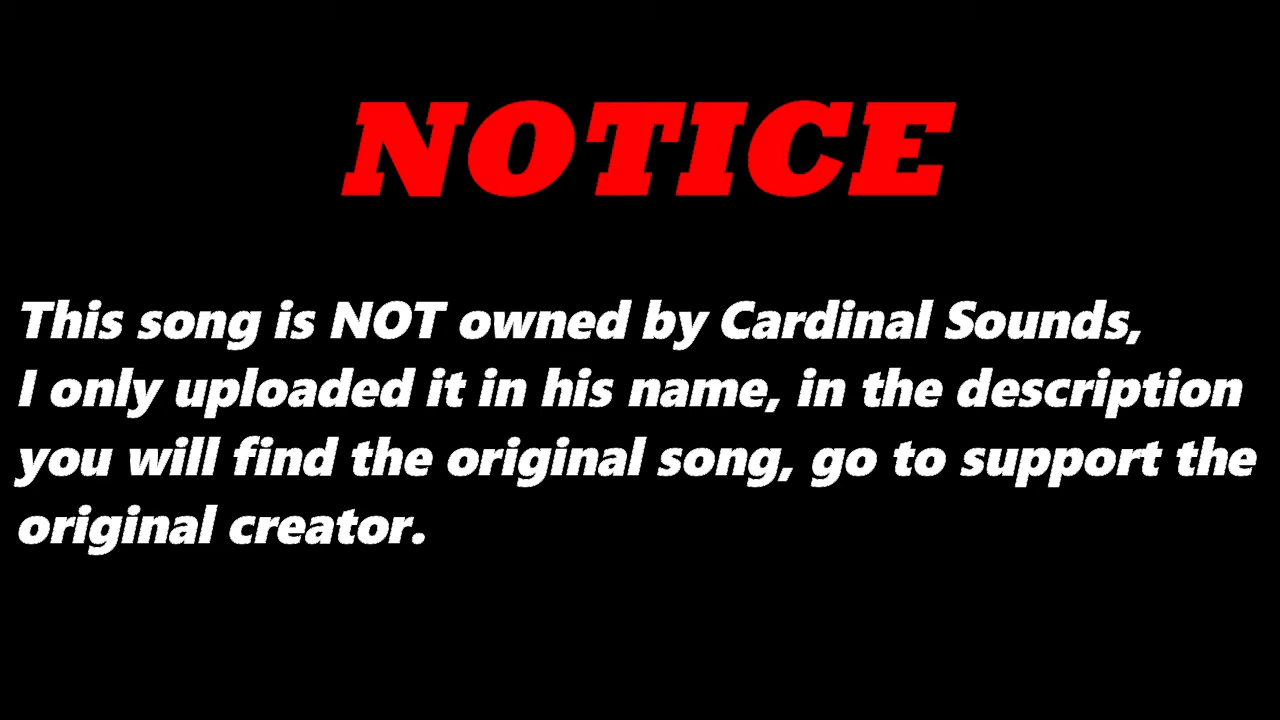 NOTICE
This song is NOT owned by Cardinal Sounds,
I only uploaded it in his name, in the description
you will find the original song, go to support the
original creator.